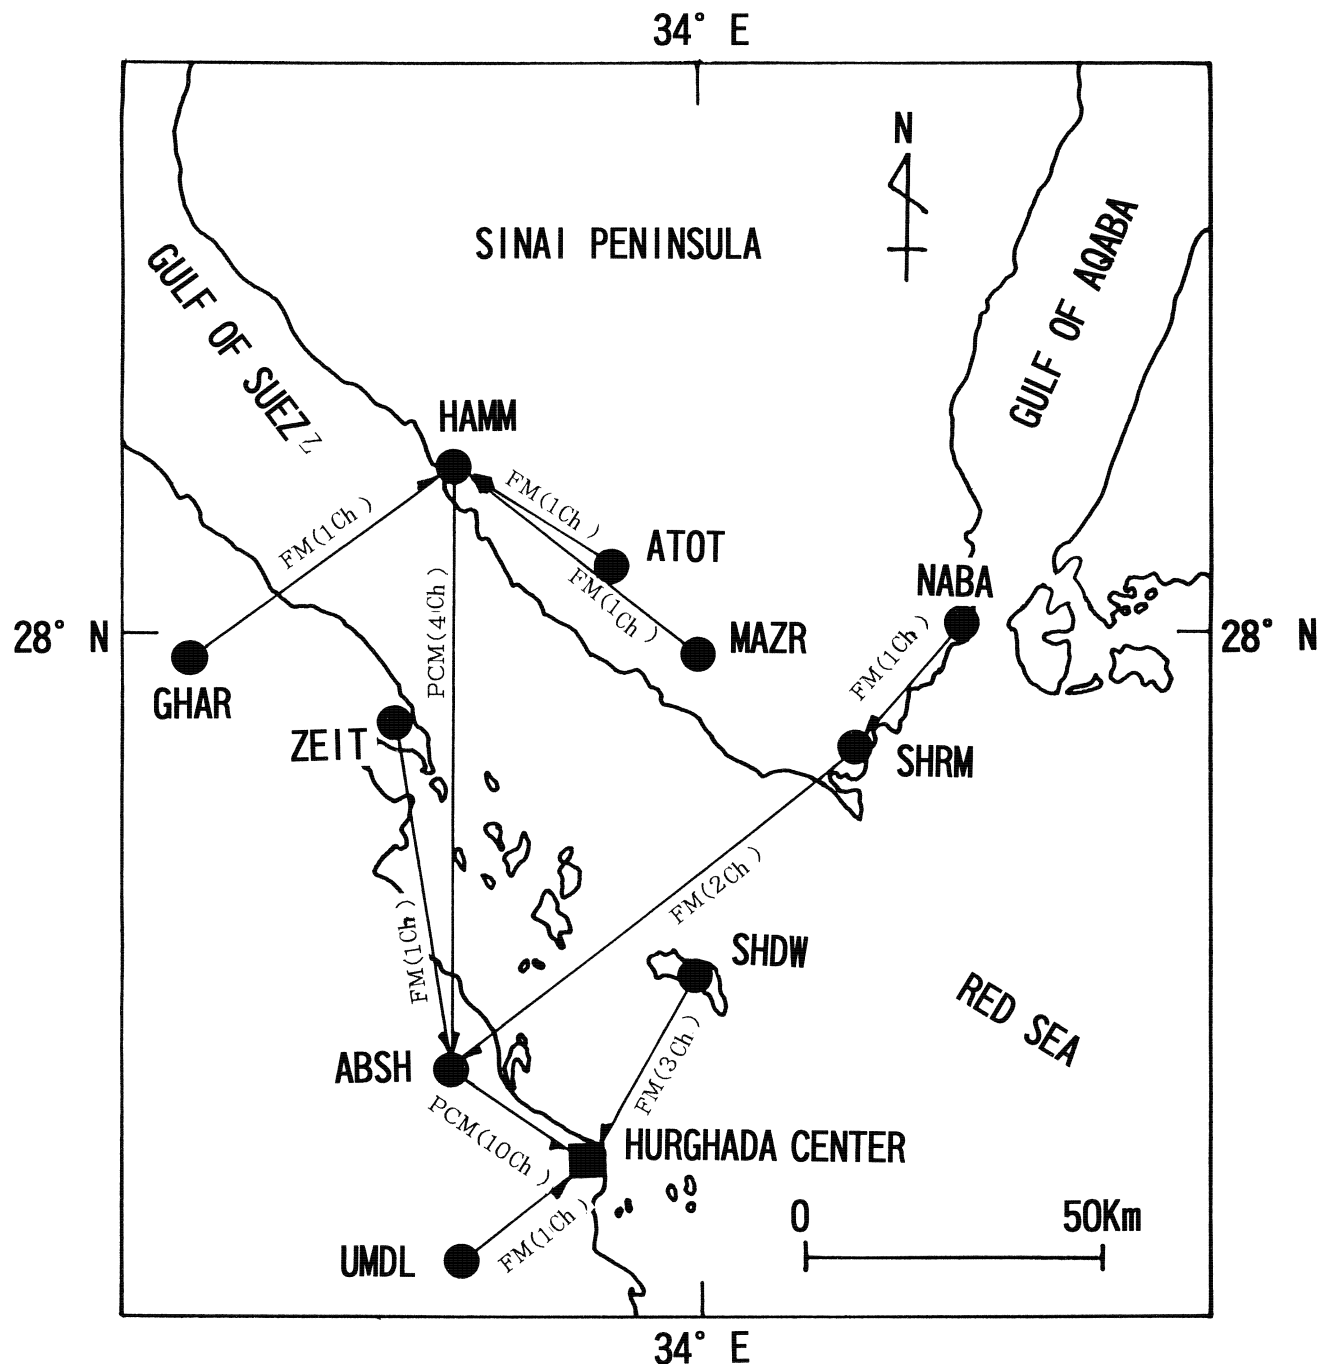 34° E
N
SINAI PENINSULA
GULF OF SUEZ Z
GULF OF AQABA
HAMM
FM(1Ch)
FM(1Ch)
ATOT
FM(1Ch)
NABA
28° N
28° N
MAZR
GHAR
PCM(4Ch)
FM(1Ch)
ZEIT
SHRM
FM(2Ch)
FM(1Ch)
SHDW
RED SEA
ABSH
FM(3Ch)
PCM(10Ch)
HURGHADA CENTER
0 50Km
UMDL
FM(1Ch)
34° E